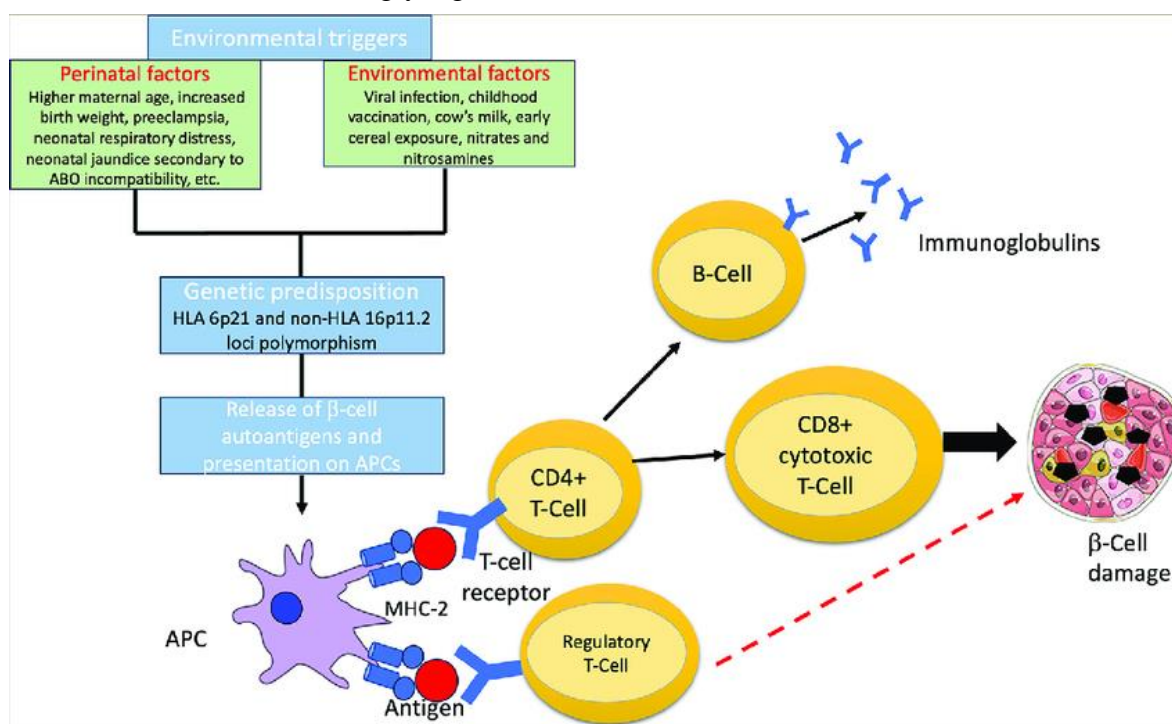 Environmental triggers
Perinatal factors
Higher maternal age, increased
birth weight, preeclampsia,
neonatal respiratory distress,
neonatal jaundice secondary to
ABO incompatibility, etc.
Environmental factors
Viral infection, childhood
vaccination, cow's milk, early
cereal exposure, nitrates and
nitrosamines
Genetic predisposition
HLA 6p21 and non-HLA 16p11.2
loci polymorphism
Release of β-cell
autoantigens and
presentation on APCs
B-Cell
Immunoglobulins
CD4+
T-Cell
CD8+
cytotoxic
T-Cell
β-Cell
damage
T-cell
receptor
MHC-2
APC
Regulatory
T-Cell
Antigen